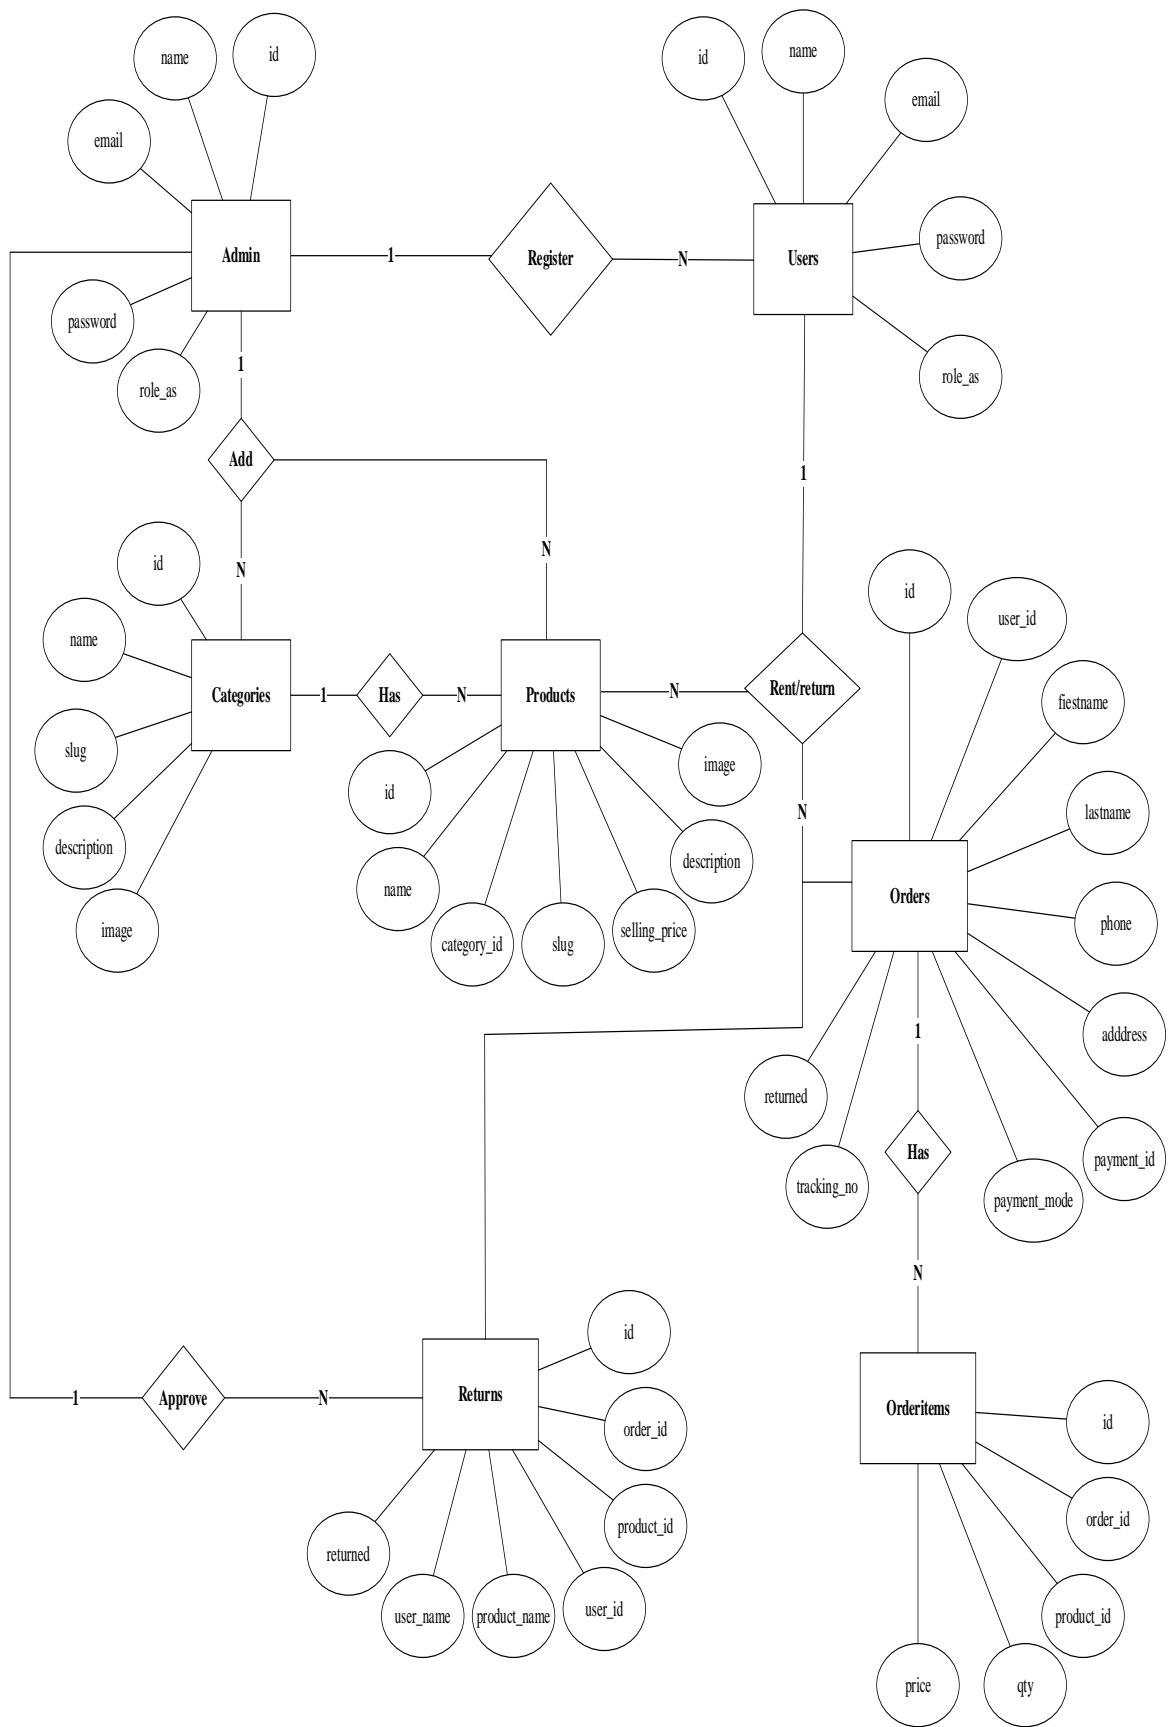 name
id
id
name
email
email
Admin
1
Register
N
Users
password
password
role_as
role_as
1
Add
1
N
N
id
id
user_id
name
Categories
1
Has
N
Products
N
Rent/return
fiestname
slug
image
id
N
lastname
description
name
description
Orders
image
category_id
slug
selling_price
phone
1
adddress
returned
Has
payment_id
tracking_no
payment_mode
N
id
1
Approve
N
Returns
order_id
Orderitems
id
product_id
order_id
returned
user_name
product_name
user_id
product_id
price
qty